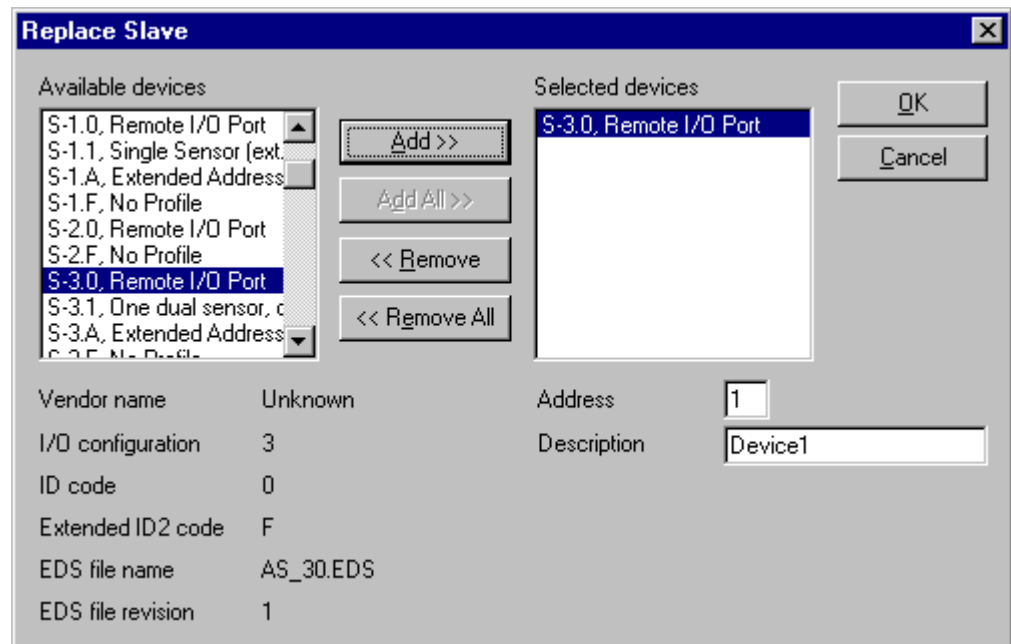 Replace Slave
Available devices
S-1.0, Remote I/O Port
S-1.1, Single Sensor (ext.
S-1.A, Extended Address
S-1.F, No Profile
S-2.0, Remote I/O Port
S-2.F, No Profile
S-3.0, Remote I/O Port
S-3.1, One dual sensor, c
S-3.A, Extended Address
Add >>
Add All >>
<< Remove
<< Remove All
Selected devices
S-3.0, Remote I/O Port
OK
Cancel
Vendor name Unknown
I/O configuration 3
ID code 0
Extended ID2 code F
EDS file name AS_30.EDS
EDS file revision 1
Address 1
Description Device1